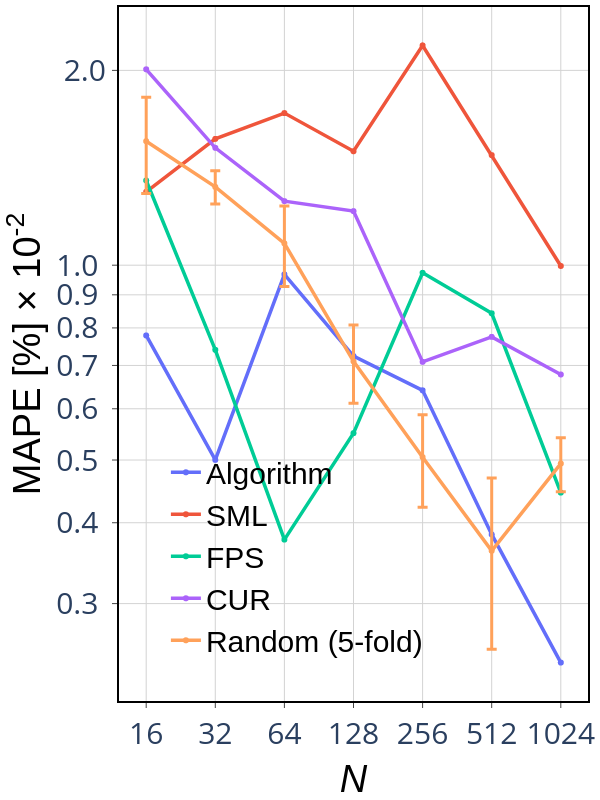 MAPE [%] × 10-2
2.0
1.0
0.9
0.8
0.7
0.6
0.5
0.4
0.3
Algorithm
SML
FPS
CUR
Random (5-fold)
16 32 64 128 256 512 1024
N